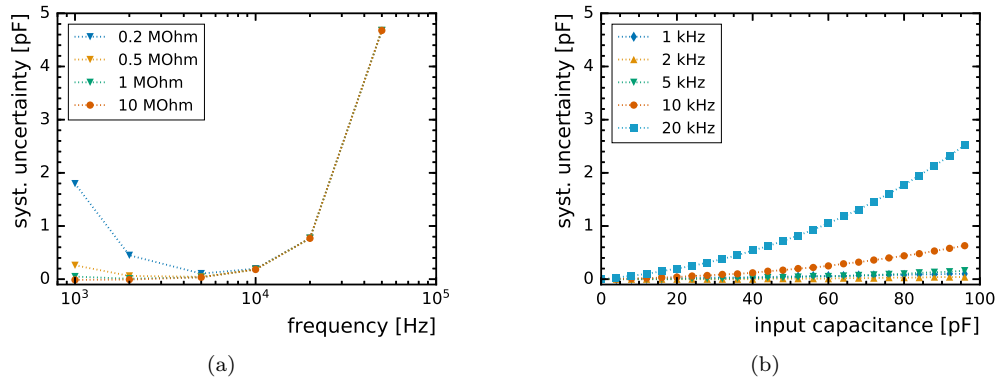 syst. uncertainty [pF]
5
4
3
2
1
0
0.2 MOhm
0.5 MOhm
1 MOhm
10 MOhm
10³ 10⁴ 10⁵
frequency [Hz]
(a)
syst. uncertainty [pF]
5
4
3
2
1
0
1 kHz
2 kHz
5 kHz
10 kHz
20 kHz
0 20 40 60 80 100
input capacitance [pF]
(b)